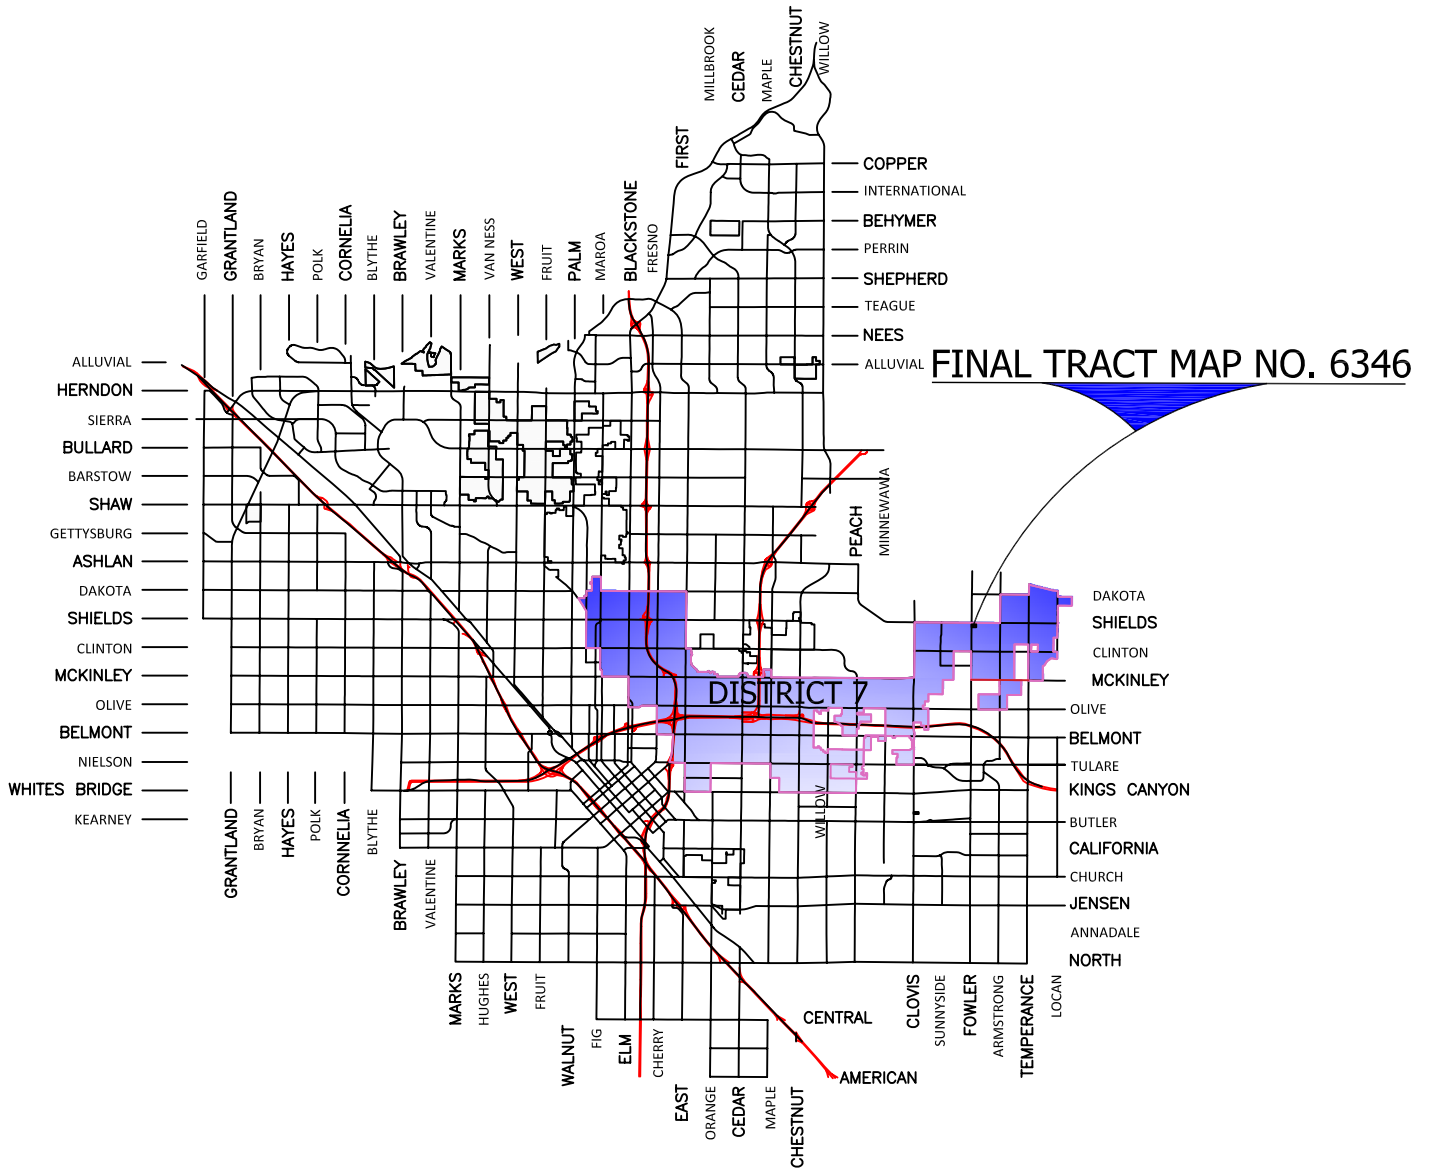 MILLBROOK
CEDAR
MAPLE
CHESTNUT
WILLOW
FIRST
COPPER
INTERNATIONAL
BEHYMER
PERRIN
SHEPHERD
TEAGUE
NEES
ALLUVIAL
GARFIELD
GRANTLAND
BRYAN
HAYES
POLK
CORNELIA
BLYTHE
BRAWLEY
VALENTINE
MARKS
VAN NESS
WEST
FRUIT
PALM
MAROA
BLACKSTONE
FRESNO
FINAL TRACT MAP NO. 6346
ALLUVIAL
HERNDON
SIERRA
BULLARD
BARSTOW
SHAW
GETTYSBURG
ASHLAN
DAKOTA
SHIELDS
CLINTON
MCKINLEY
OLIVE
BELMONT
NIELSON
WHITES BRIDGE
KEARNEY
PEACH
MINNEWAWA
DISTRICT 7
DAKOTA
SHIELDS
CLINTON
MCKINLEY
OLIVE
BELMONT
TULARE
KINGS CANYON
BUTLER
CALIFORNIA
CHURCH
JENSEN
ANNADALE
NORTH
WILLOW
GRANTLAND
BRYAN
HAYES
POLK
CORNNELIA
BLYTHE
BRAWLEY
VALENTINE
MARKS
HUGHES
WEST
FRUIT
WALNUT
FIG
ELM
CHERRY
EAST
ORANGE
CEDAR
MAPLE
CHESTNUT
CENTRAL
AMERICAN
CLOVIS
SUNNYSIDE
FOWLER
ARMSTRONG
TEMPERANCE
LOCAN